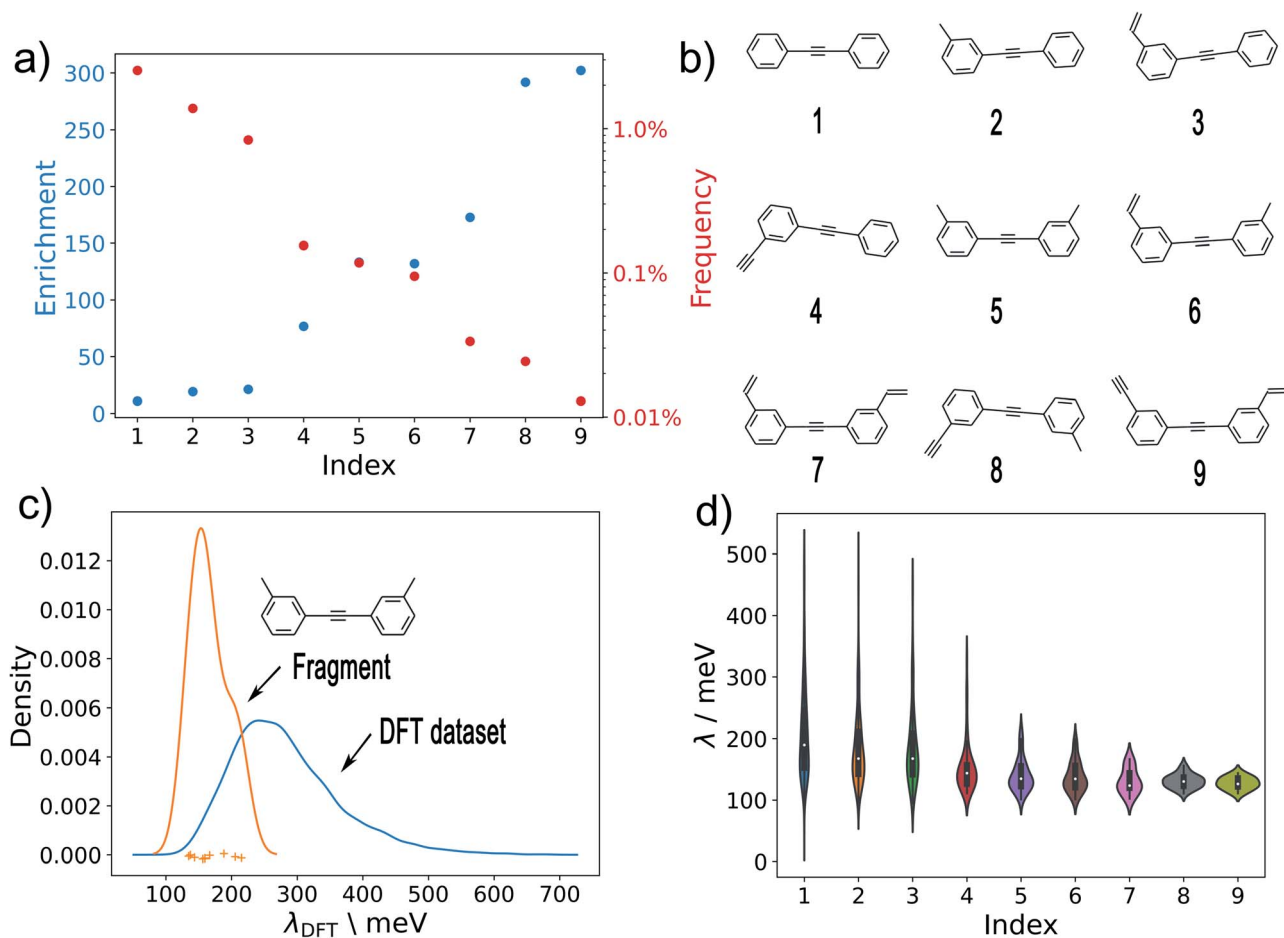 a)
300
250
200
150
100
50
0
Enrichment
1.0%
0.1%
0.01%
Frequency
1 2 3 4 5 6 7 8 9
Index
b)
1 2 3
4 5 6
7 8 9
c)
0.012
0.010
0.008
0.006
0.004
0.002
0.000
Density
Fragment
DFT dataset
100 200 300 400 500 600 700
λDFT \ meV
d)
500
400
300
200
100
0
λ / meV
1 2 3 4 5 6 7 8 9
Index